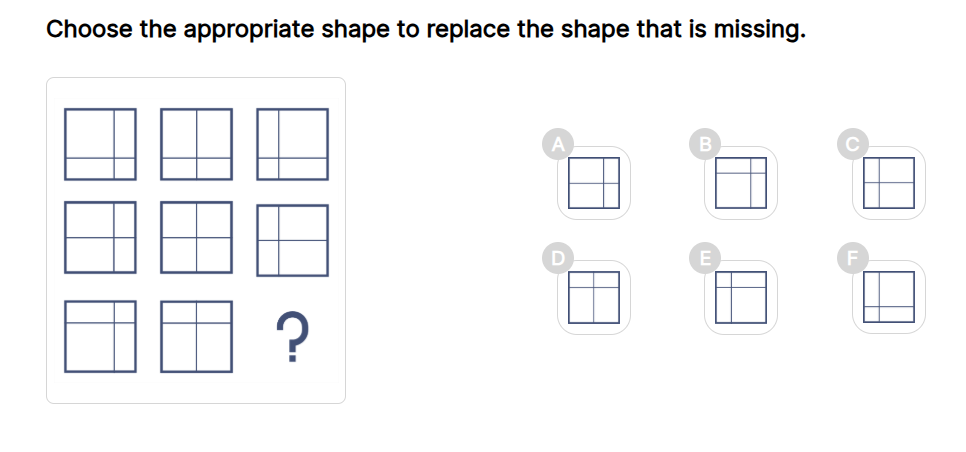 Choose the appropriate shape to replace the shape that is missing.
A B C
?
D E F